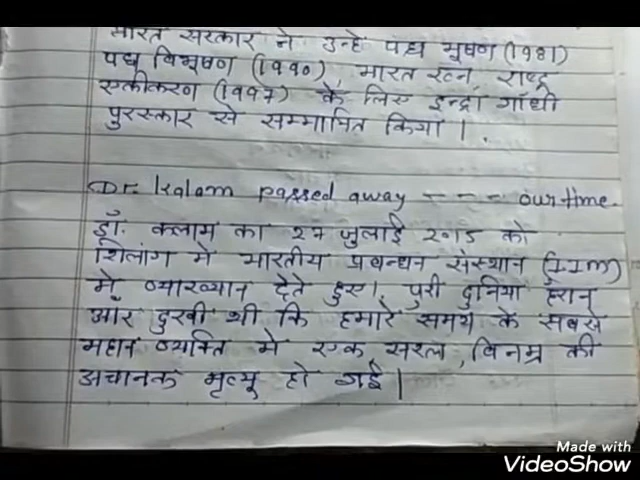 भारत सरकार ने उन्हे पद्म भूषण (1981)
पद्म विभूषण (1990), भारत रत्न, राष्ट्र
एकीकरण (1997) के लिए इन्द्रा गाँधी
पुरस्कार से सम्मानित किया।
Dr. kalam passed away - - - our time.
डॉ. कलाम का 27 जुलाई 2015 को
शिलांग मे भारतीय प्रबन्धन संस्थान (IIM)
मे व्याख्यान देते हुए। पुरी दुनिया हैरान
और दुखी थी कि हमारे समय के सबसे
महान व्यक्ति मे एक सरल, विनम्र की
अचानक मृत्यू हो गई।
Made with
VideoShow